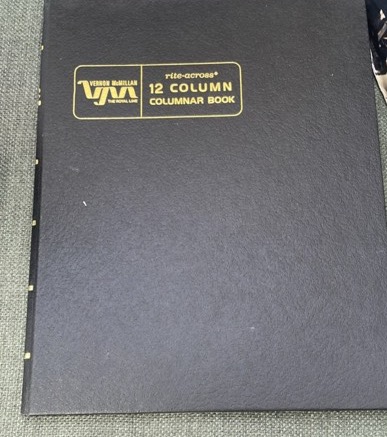 VERNON McMILLAN
VM
THE ROYAL LINE
rite-across*
12 COLUMN
COLUMNAR BOOK